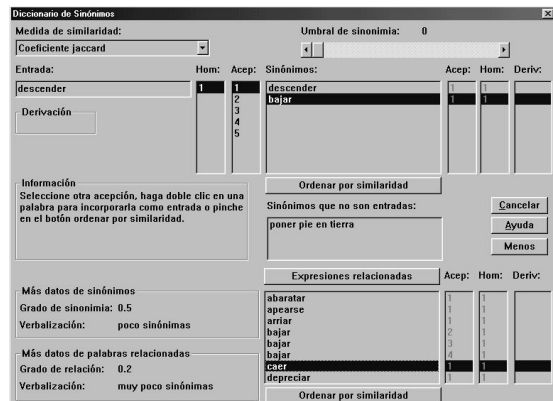 Diccionario de Sinónimos
Medida de similaridad:
Umbral de sinonimia: 0
Coeficiente jaccard
Entrada: Hom: Acep: Sinónimos: Acep: Hom: Deriv:
descender 1 1 descender 1 1
2 bajar 1 1
Derivación 3
4
5
Información
Seleccione otra acepción, haga doble clic en una
palabra para incorporarla como entrada o pinche
en el botón ordenar por similaridad.
Ordenar por similaridad
Sinónimos que no son entradas:
poner pie en tierra
Cancelar
Ayuda
Menos
Expresiones relacionadas Acep: Hom: Deriv:
Más datos de sinónimos
Grado de sinonimia: 0.5
Verbalización: poco sinónimas
Más datos de palabras relacionadas
Grado de relación: 0.2
Verbalización: muy poco sinónimas
abaratar 1 1
apearse 1 1
arriar 1 1
bajar 2 1
bajar 3 1
bajar 4 1
caer 1 1
depreciar 1 1
Ordenar por similaridad